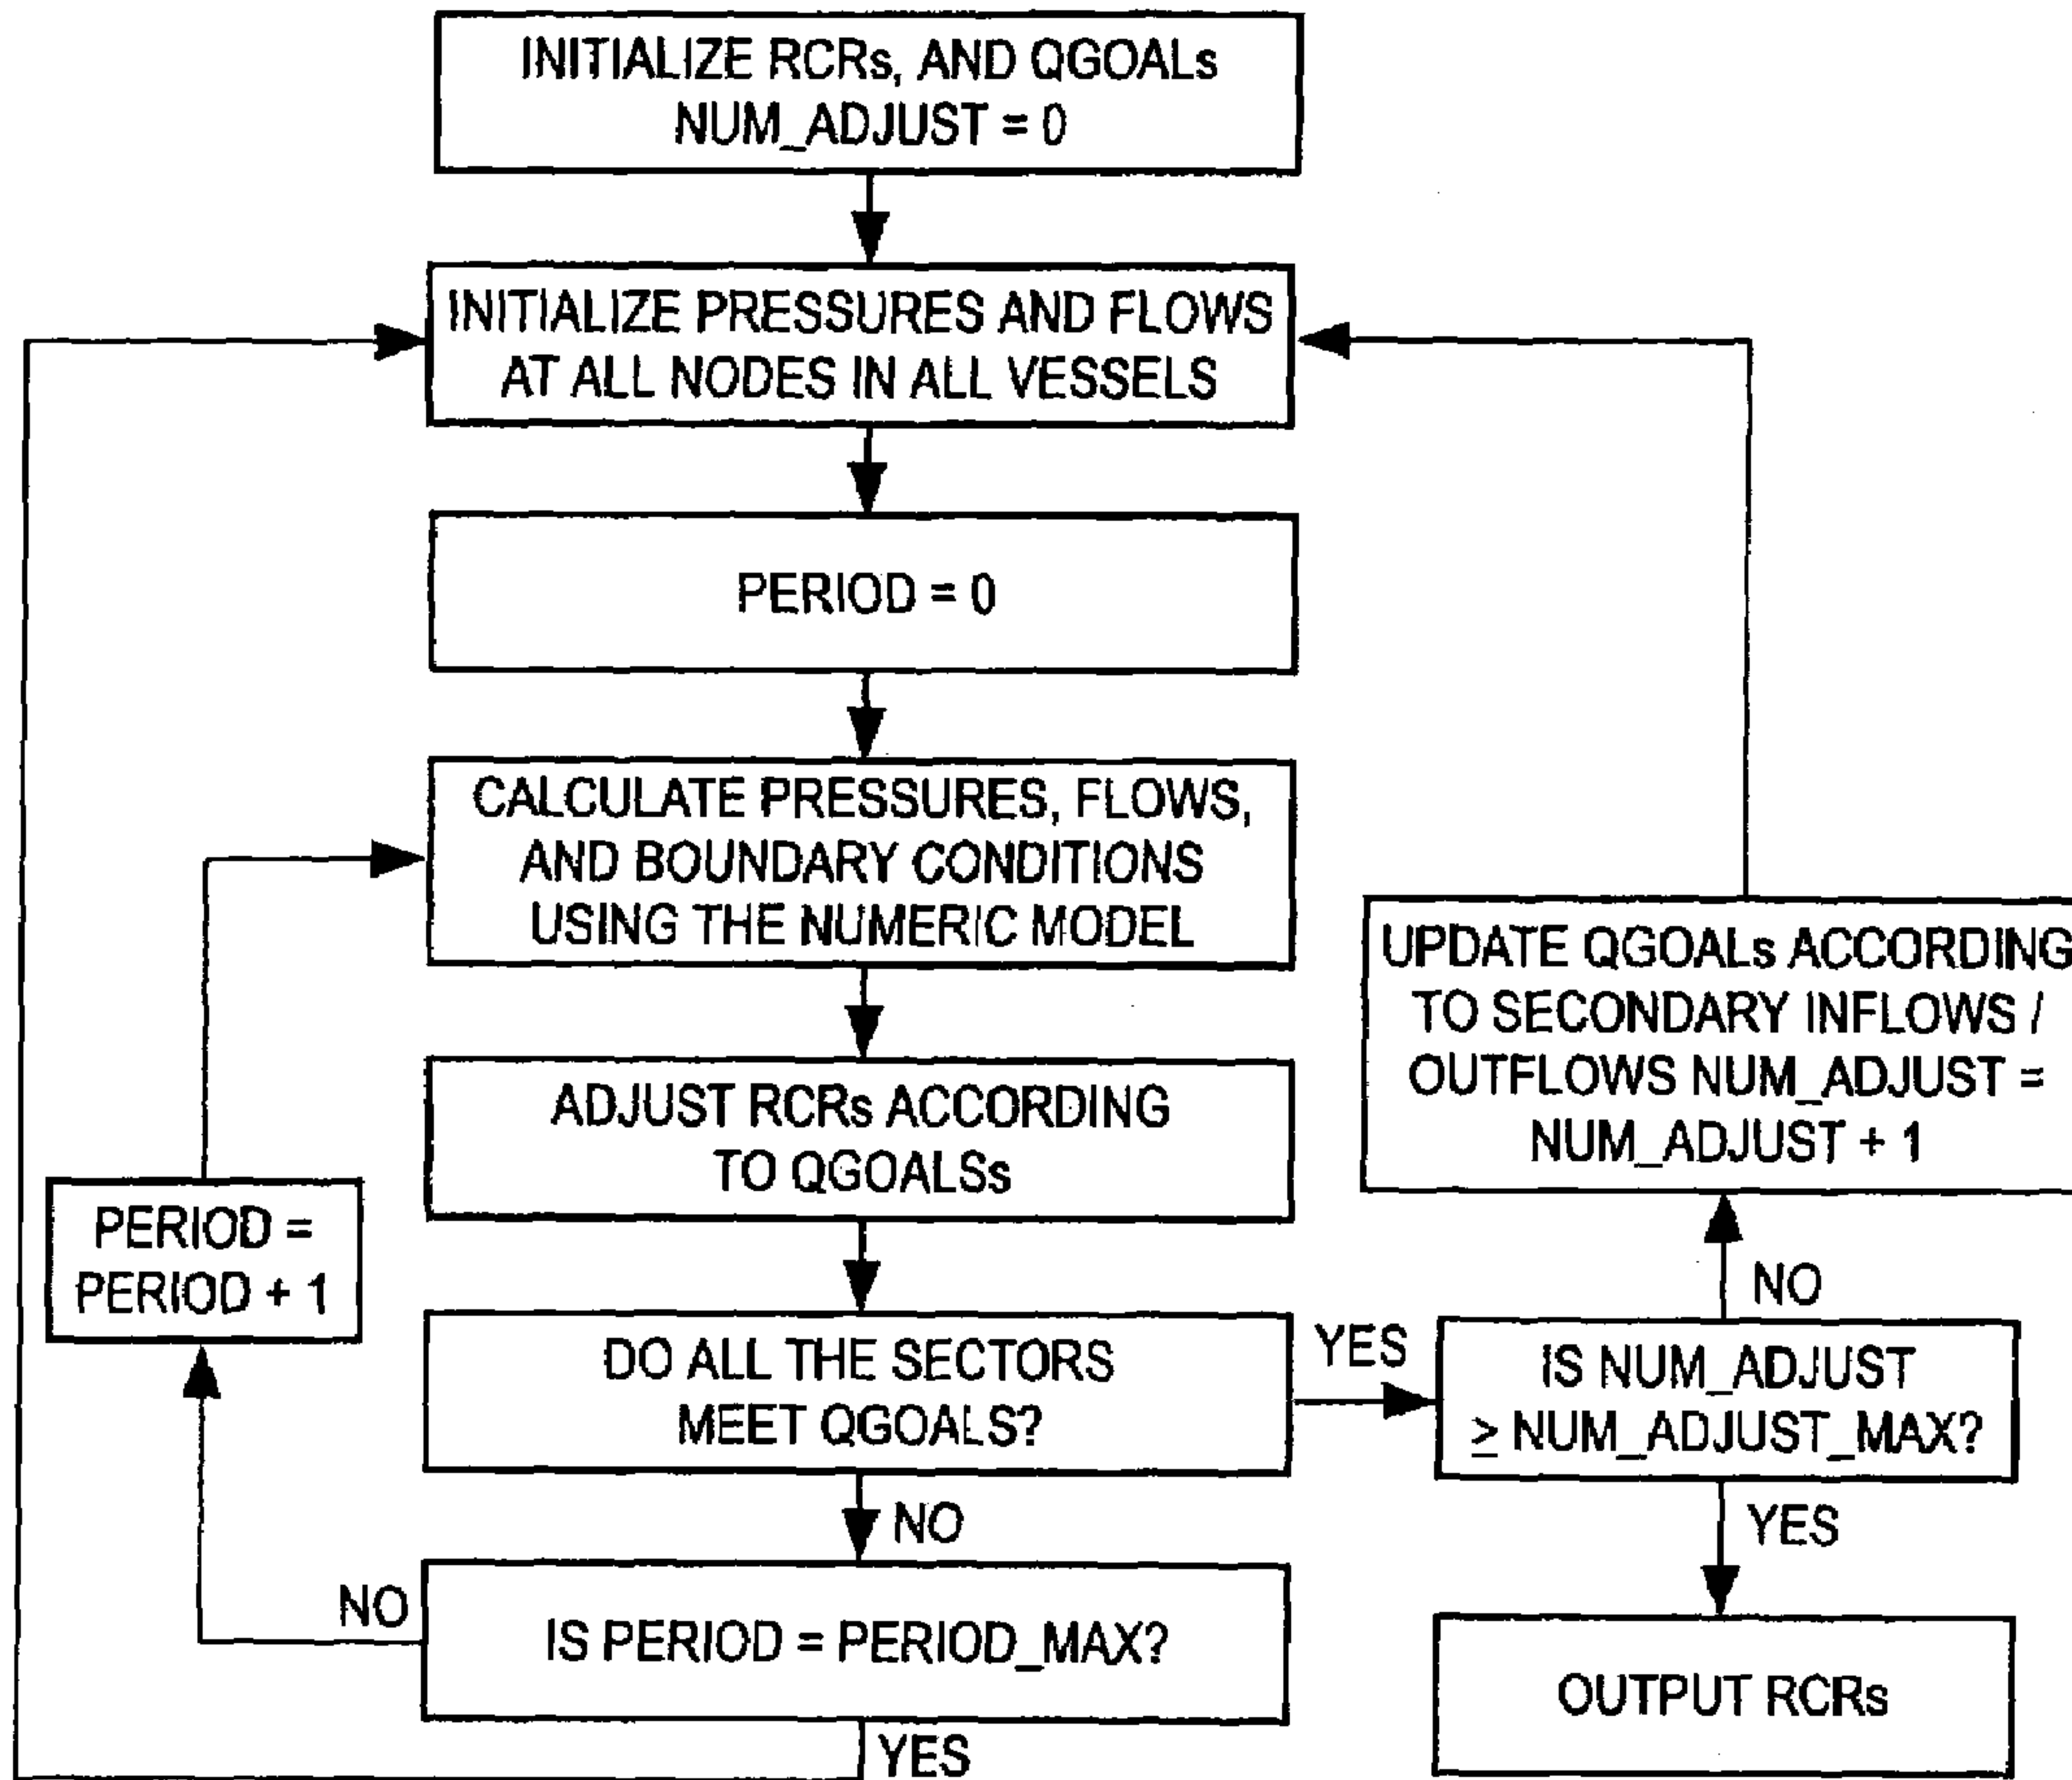 INITIALIZE RCRs, AND QGOALs
NUM_ADJUST = 0
INITIALIZE PRESSURES AND FLOWS
AT ALL NODES IN ALL VESSELS
PERIOD = 0
CALCULATE PRESSURES, FLOWS,
AND BOUNDARY CONDITIONS
USING THE NUMERIC MODEL
UPDATE QGOALs ACCORDING
TO SECONDARY INFLOWS /
OUTFLOWS NUM_ADJUST =
NUM_ADJUST + 1
ADJUST RCRs ACCORDING
TO QGOALSs
PERIOD =
PERIOD + 1
NO
DO ALL THE SECTORS
MEET QGOALS?
YES
IS NUM_ADJUST
≥ NUM_ADJUST_MAX?
NO
YES
NO
IS PERIOD = PERIOD_MAX?
OUTPUT RCRs
YES